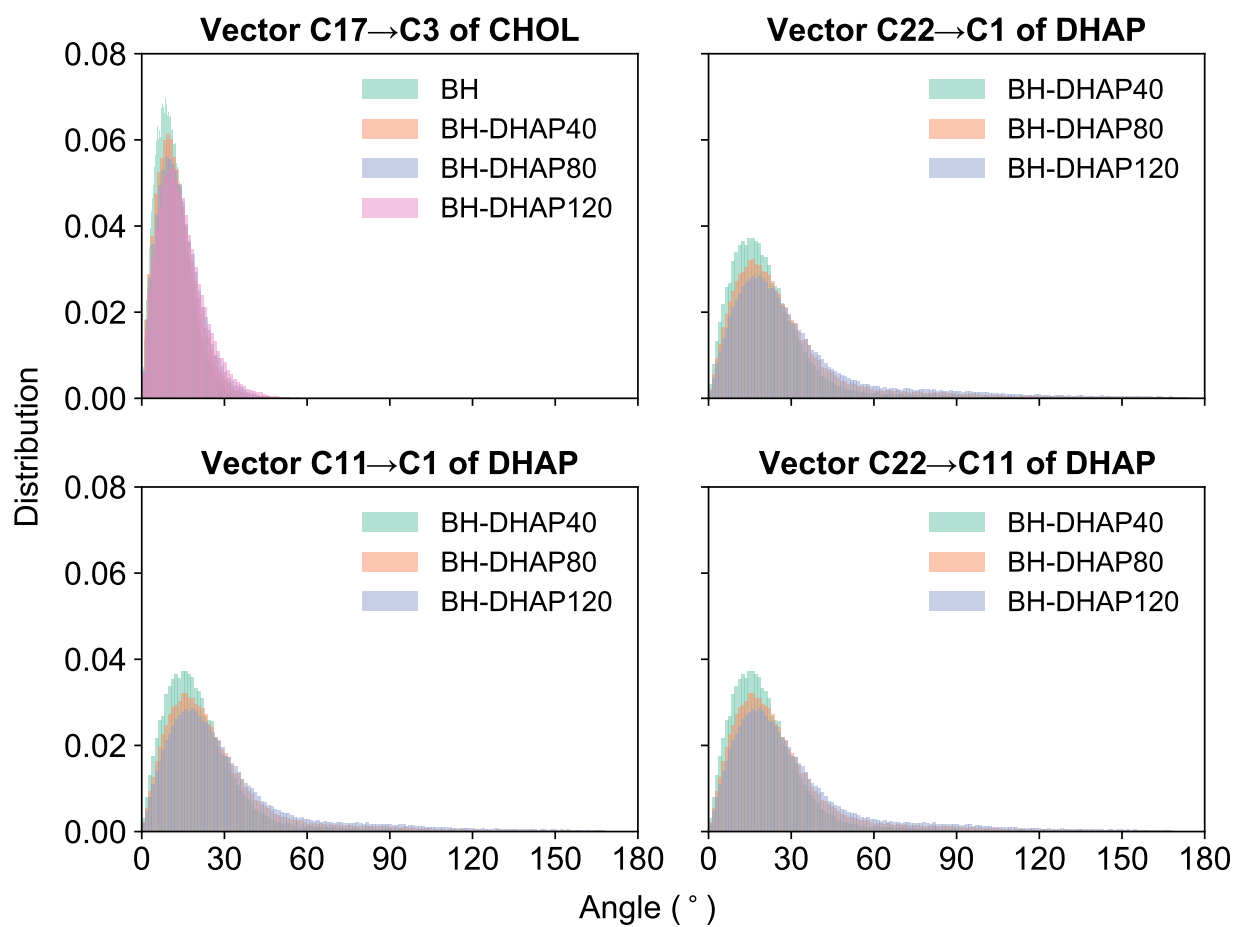 Vector C17→C3 of CHOL
0.08
0.06
0.04
0.02
0.00
BH
BH-DHAP40
BH-DHAP80
BH-DHAP120
Vector C22→C1 of DHAP
BH-DHAP40
BH-DHAP80
BH-DHAP120
Distribution
Vector C11→C1 of DHAP
0.08
0.06
0.04
0.02
0.00
BH-DHAP40
BH-DHAP80
BH-DHAP120
0 30 60 90 120 150 180
Vector C22→C11 of DHAP
BH-DHAP40
BH-DHAP80
BH-DHAP120
0 30 60 90 120 150 180
Angle ( ° )